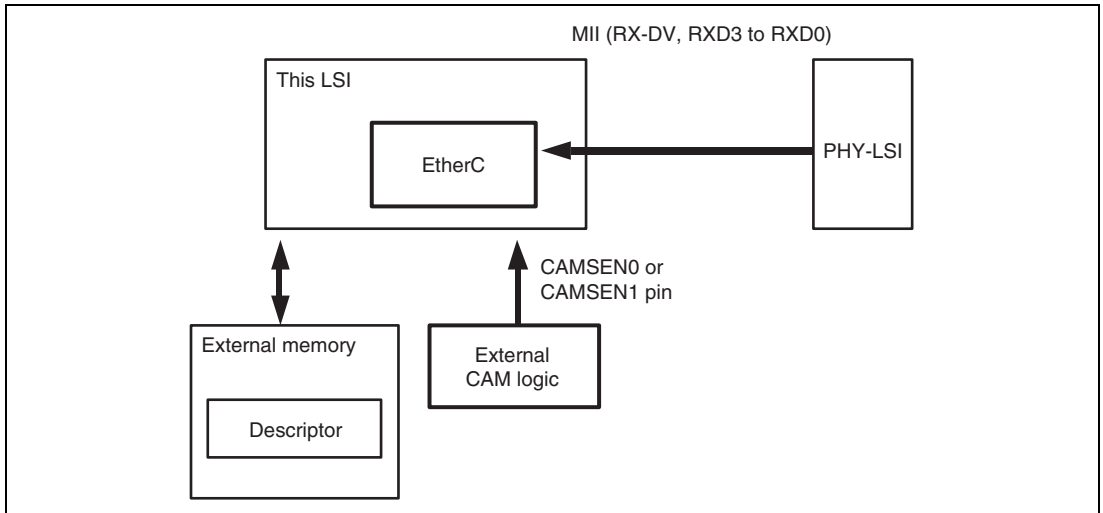 MII (RX-DV, RXD3 to RXD0)
This LSI
EtherC
PHY-LSI
CAMSEN0 or
CAMSEN1 pin
External memory
Descriptor
External
CAM logic